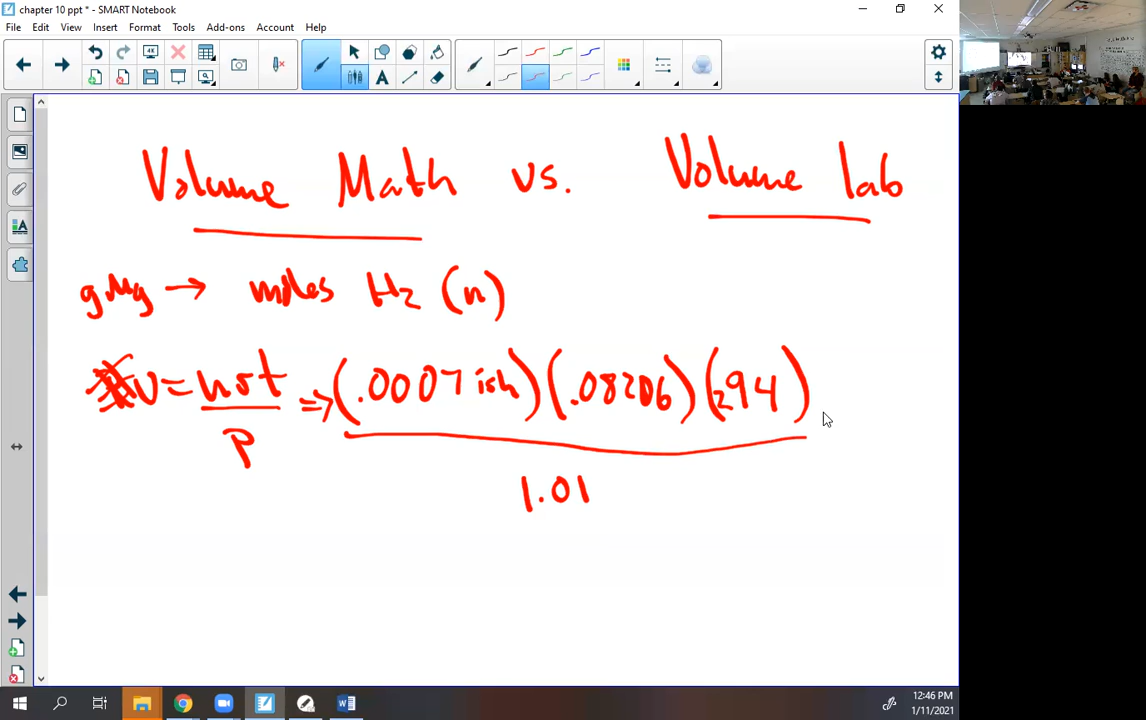 chapter 10 ppt * - SMART Notebook
File Edit View Insert Format Tools Add-ons Account Help
Volume Math vs. Volume lab
gMg → moles H2 (n)
V = nrt / p => (.0007 ish)(.08206)(294)
1.01
12:46 PM
1/11/2021